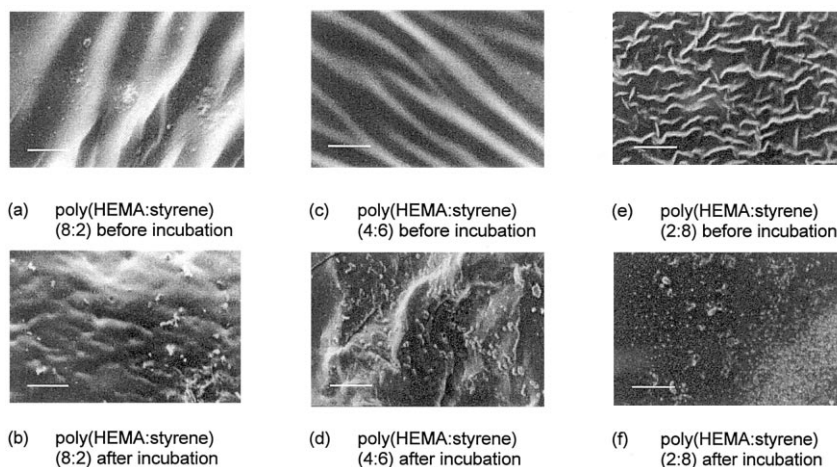 (a) poly(HEMA:styrene)
(8:2) before incubation
(c) poly(HEMA:styrene)
(4:6) before incubation
(e) poly(HEMA:styrene)
(2:8) before incubation
(b) poly(HEMA:styrene)
(8:2) after incubation
(d) poly(HEMA:styrene)
(4:6) after incubation
(f) poly(HEMA:styrene)
(2:8) after incubation